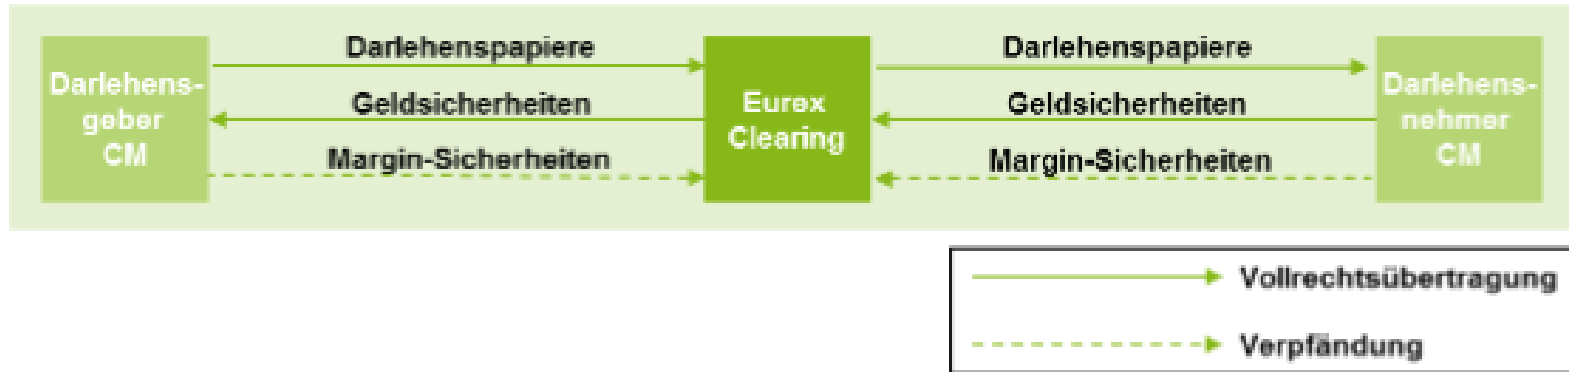 Darlehens-
geber
CM
Darlehenspapiere
Geldsicherheiten
Margin-Sicherheiten
Eurex
Clearing
Darlehenspapiere
Geldsicherheiten
Margin-Sicherheiten
Darlehens-
nehmer
CM
Vollrechtsübertragung
Verpfändung